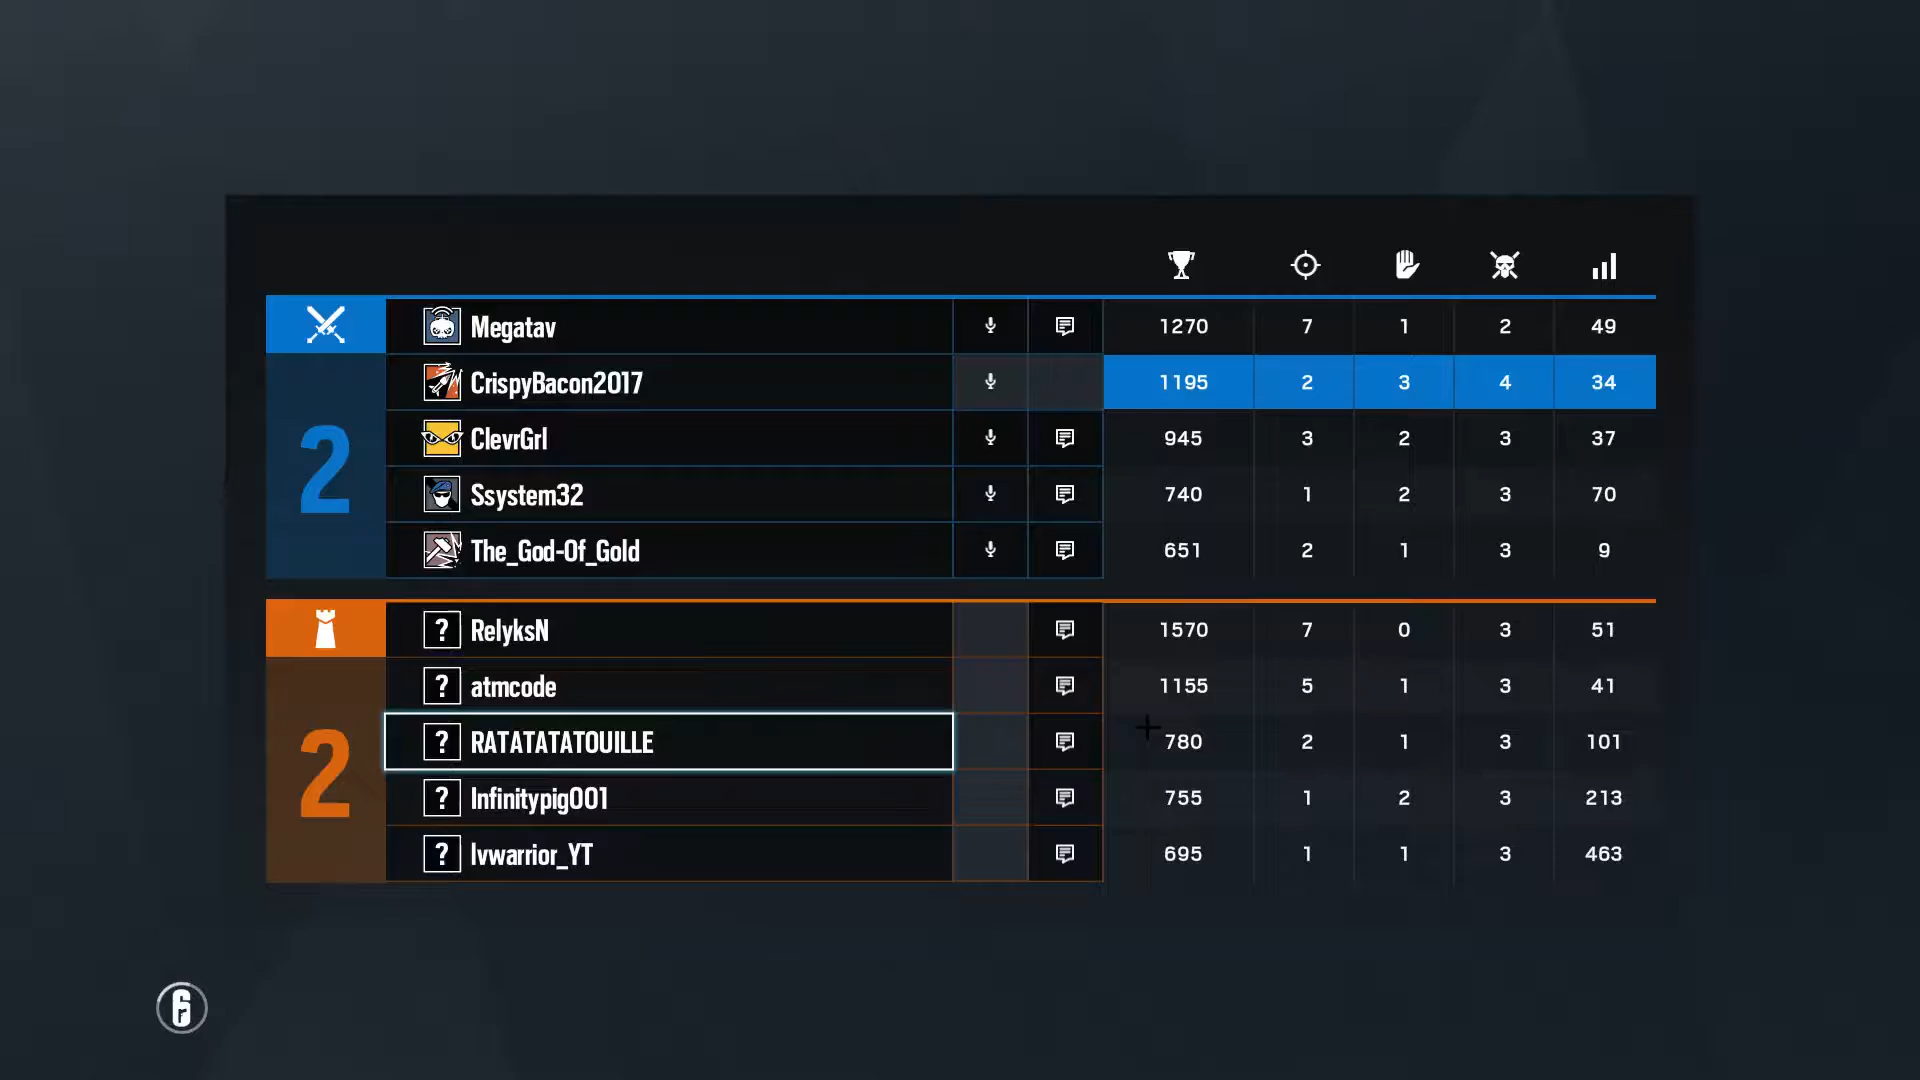 Megatav 1270 7 1 2 49
CrispyBacon2017 1195 2 3 4 34
ClevrGrl 945 3 2 3 37
2
Ssystem32 740 1 2 3 70
The_God-Of_Gold 651 2 1 3 9
? RelyksN 1570 7 0 3 51
? atmcode 1155 5 1 3 41
? RATATATATOUILLE 780 2 1 3 101
2
? Infinitypig001 755 1 2 3 213
? lvwarrior_YT 695 1 1 3 463
6